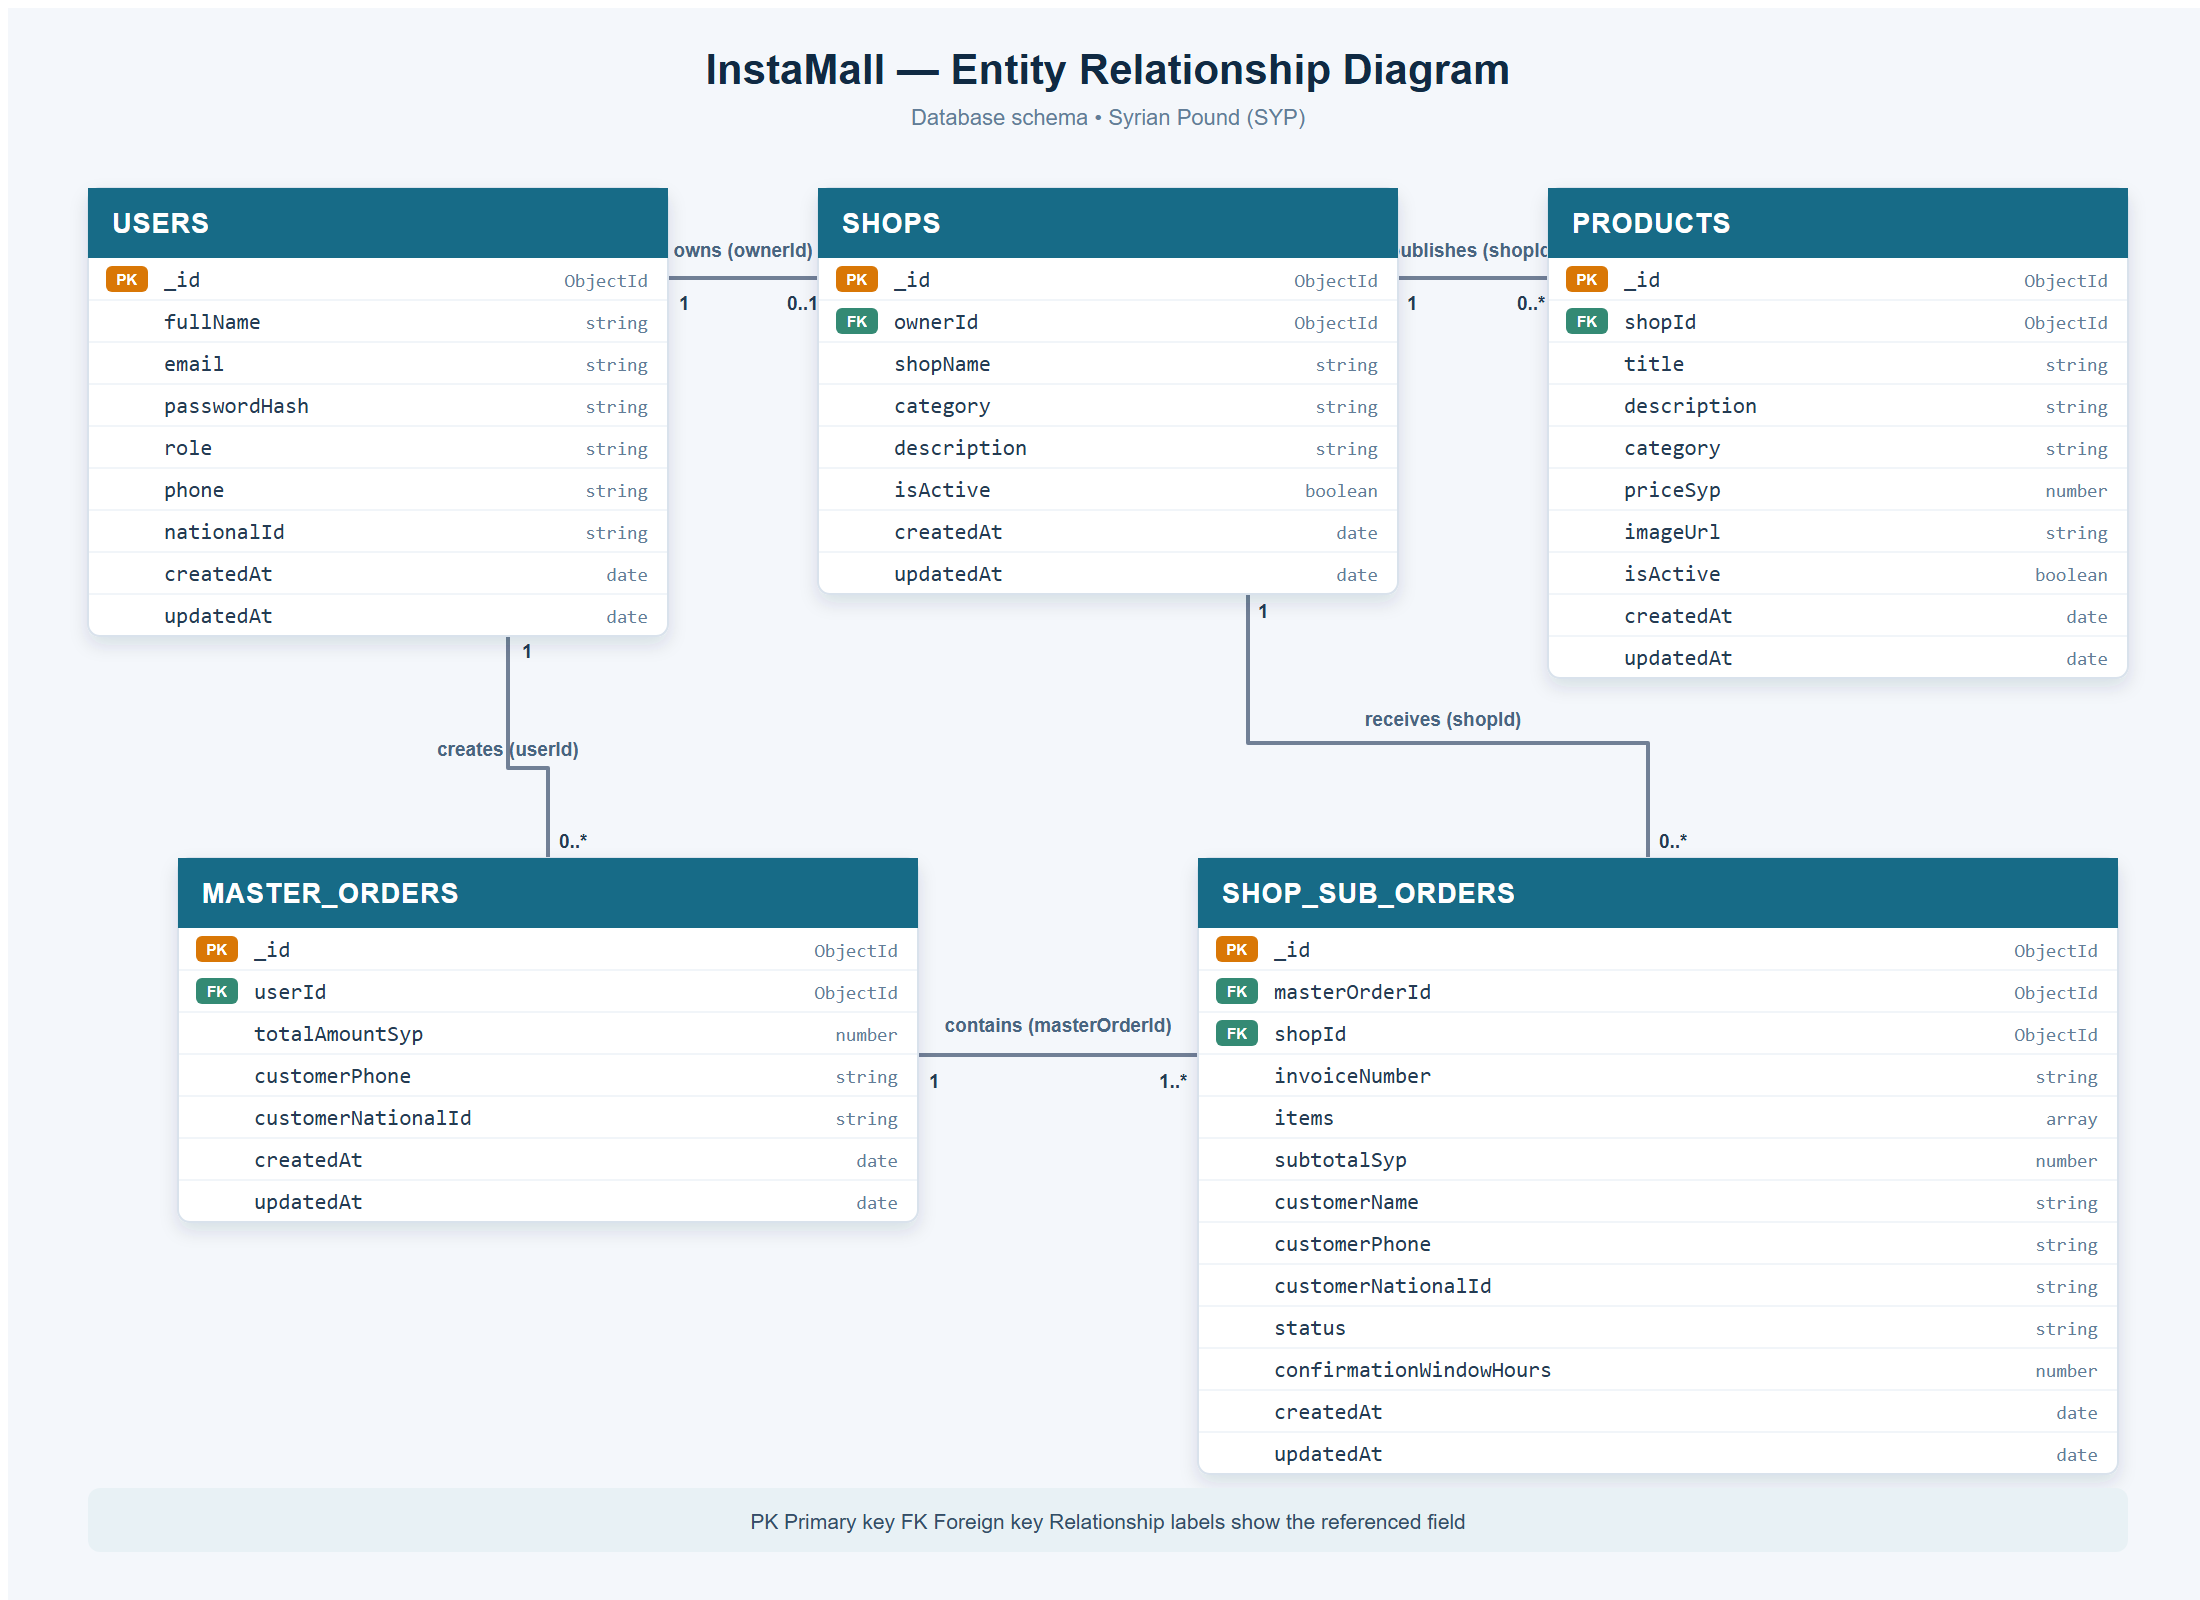 InstaMall — Entity Relationship Diagram
Database schema • Syrian Pound (SYP)
USERS
PK _id ObjectId
fullName string
email string
passwordHash string
role string
phone string
nationalId string
createdAt date
updatedAt date
owns (ownerId)
1 0..1
SHOPS
PK _id ObjectId
FK ownerId ObjectId
shopName string
category string
description string
isActive boolean
createdAt date
updatedAt date
ublishes (shopId
1 0..*
PRODUCTS
PK _id ObjectId
FK shopId ObjectId
title string
description string
category string
priceSyp number
imageUrl string
isActive boolean
createdAt date
updatedAt date
1
creates (userId)
0..*
1
receives (shopId)
0..*
MASTER_ORDERS
PK _id ObjectId
FK userId ObjectId
totalAmountSyp number
customerPhone string
customerNationalId string
createdAt date
updatedAt date
contains (masterOrderId)
1 1..*
SHOP_SUB_ORDERS
PK _id ObjectId
FK masterOrderId ObjectId
FK shopId ObjectId
invoiceNumber string
items array
subtotalSyp number
customerName string
customerPhone string
customerNationalId string
status string
confirmationWindowHours number
createdAt date
updatedAt date
PK Primary key FK Foreign key Relationship labels show the referenced field